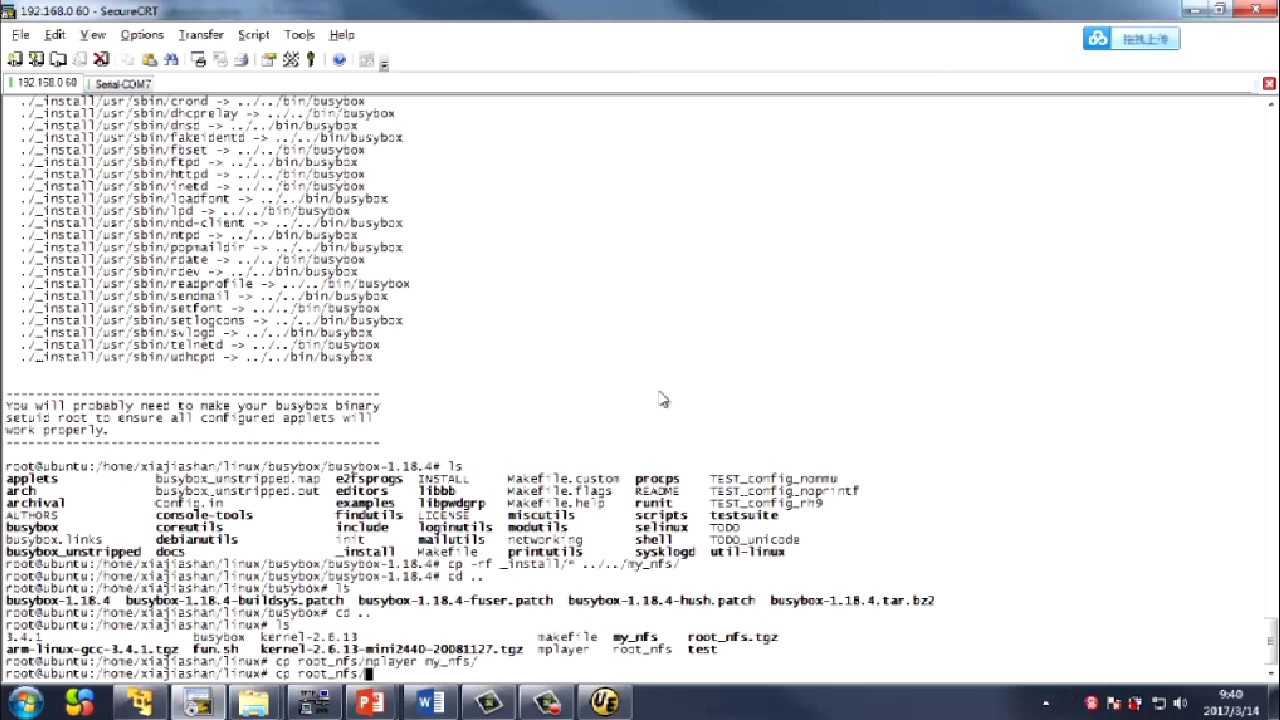 192.168.0.60 - SecureCRT
File Edit View Options Transfer Script Tools Help
拖拽上传
192.168.0.60 Serial-COM7
./_install/usr/sbin/crond -> ../../bin/busybox
./_install/usr/sbin/dhcprelay -> ../../bin/busybox
./_install/usr/sbin/dnsd -> ../../bin/busybox
./_install/usr/sbin/fakeidentd -> ../../bin/busybox
./_install/usr/sbin/fbset -> ../../bin/busybox
./_install/usr/sbin/ftpd -> ../../bin/busybox
./_install/usr/sbin/httpd -> ../../bin/busybox
./_install/usr/sbin/inetd -> ../../bin/busybox
./_install/usr/sbin/loadfont -> ../../bin/busybox
./_install/usr/sbin/lpd -> ../../bin/busybox
./_install/usr/sbin/nbd-client -> ../../bin/busybox
./_install/usr/sbin/ntpd -> ../../bin/busybox
./_install/usr/sbin/popmaildir -> ../../bin/busybox
./_install/usr/sbin/rdate -> ../../bin/busybox
./_install/usr/sbin/rdev -> ../../bin/busybox
./_install/usr/sbin/readprofile -> ../../bin/busybox
./_install/usr/sbin/sendmail -> ../../bin/busybox
./_install/usr/sbin/setfont -> ../../bin/busybox
./_install/usr/sbin/setlogcons -> ../../bin/busybox
./_install/usr/sbin/svlogd -> ../../bin/busybox
./_install/usr/sbin/telnetd -> ../../bin/busybox
./_install/usr/sbin/udhcpd -> ../../bin/busybox
--------------------------------------------------
You will probably need to make your busybox binary
setuid root to ensure all configured applets will
work properly.
--------------------------------------------------
root@ubuntu:/home/xiajiashan/linux/busybox/busybox-1.18.4# ls
applets busybox_unstripped.map e2fsprogs INSTALL Makefile.custom procps TEST_config_nommu
arch busybox_unstripped.out editors libbb Makefile.flags README TEST_config_noprintf
archival Config.in examples libpwdgrp Makefile.help runit TEST_config_rh9
AUTHORS console-tools findutils LICENSE miscutils scripts testsuite
busybox coreutils include loginutils modutils selinux TODO
busybox.links debianutils init mailutils networking shell TODO_unicode
busybox_unstripped docs _install Makefile printutils sysklogd util-linux
root@ubuntu:/home/xiajiashan/linux/busybox/busybox-1.18.4# cp -rf _install/* ../../my_nfs/
root@ubuntu:/home/xiajiashan/linux/busybox/busybox-1.18.4# cd ..
root@ubuntu:/home/xiajiashan/linux/busybox# ls
busybox-1.18.4 busybox-1.18.4-buildsys.patch busybox-1.18.4-fuser.patch busybox-1.18.4-hush.patch busybox-1.18.4.tar.bz2
root@ubuntu:/home/xiajiashan/linux/busybox# cd ..
root@ubuntu:/home/xiajiashan/linux# ls
3.4.1 busybox kernel-2.6.13 makefile my_nfs root_nfs.tgz
arm-linux-gcc-3.4.1.tgz fun.sh kernel-2.6.13-mini2440-20081127.tgz mplayer root_nfs test
root@ubuntu:/home/xiajiashan/linux# cp root_nfs/mplayer my_nfs/
root@ubuntu:/home/xiajiashan/linux# cp root_nfs/
9:40
2017/3/14